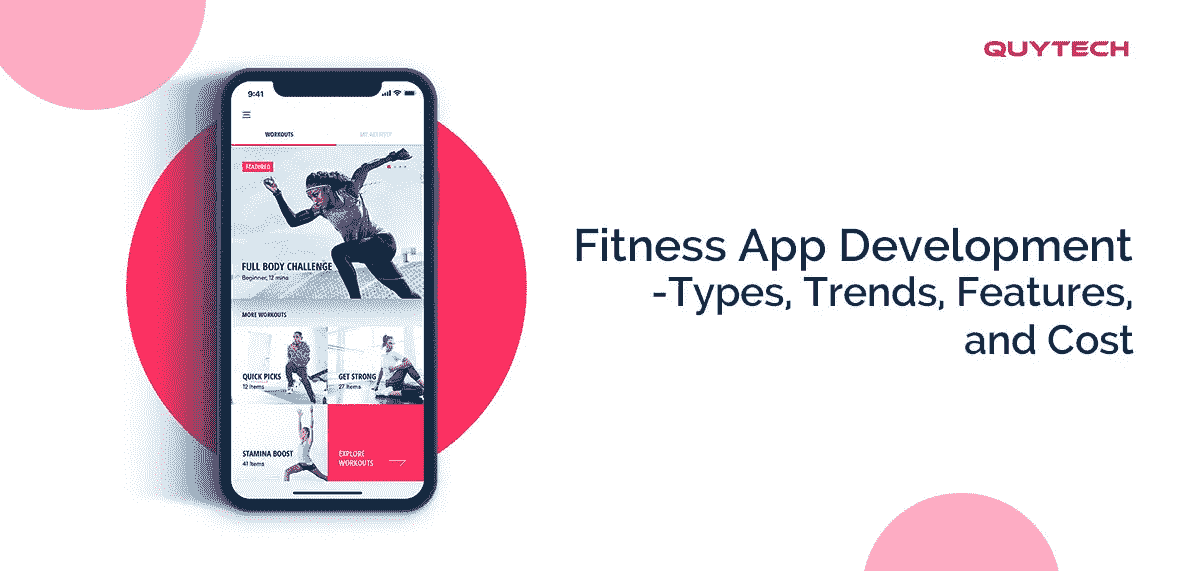 QUYTECH
9:41
WORKOUTS
MY ACTIVITY
FEATURED
FULL BODY CHALLENGE
Beginner, 12 mins
MORE WORKOUTS
QUICK PICKS
12 Items
GET STRONG
27 Items
STAMINA BOOST
41 Items
EXPLORE
WORKOUTS
Fitness App Development
-Types, Trends, Features,
and Cost